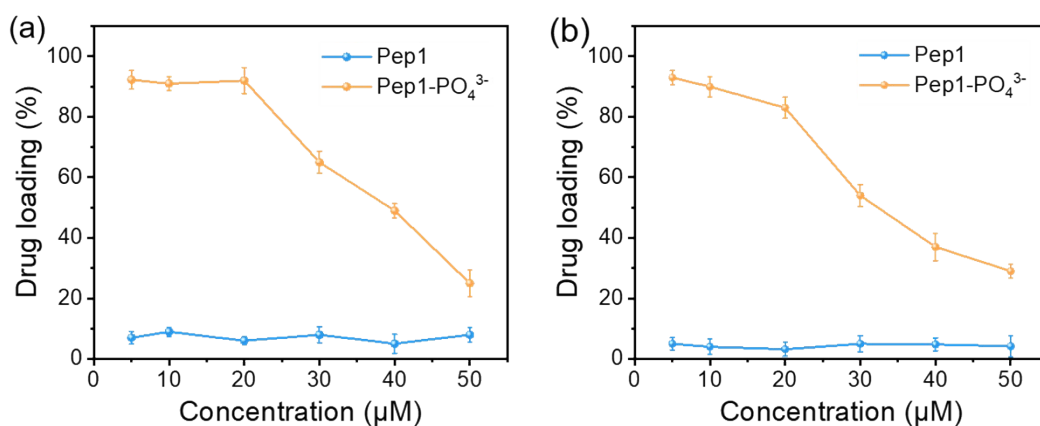 (a)
Pep1
Pep1-PO₄³⁻
Drug loading (%)
100
80
60
40
20
0
0 10 20 30 40 50
Concentration (µM)
(b)
Pep1
Pep1-PO₄³⁻
Drug loading (%)
100
80
60
40
20
0
0 10 20 30 40 50
Concentration (µM)